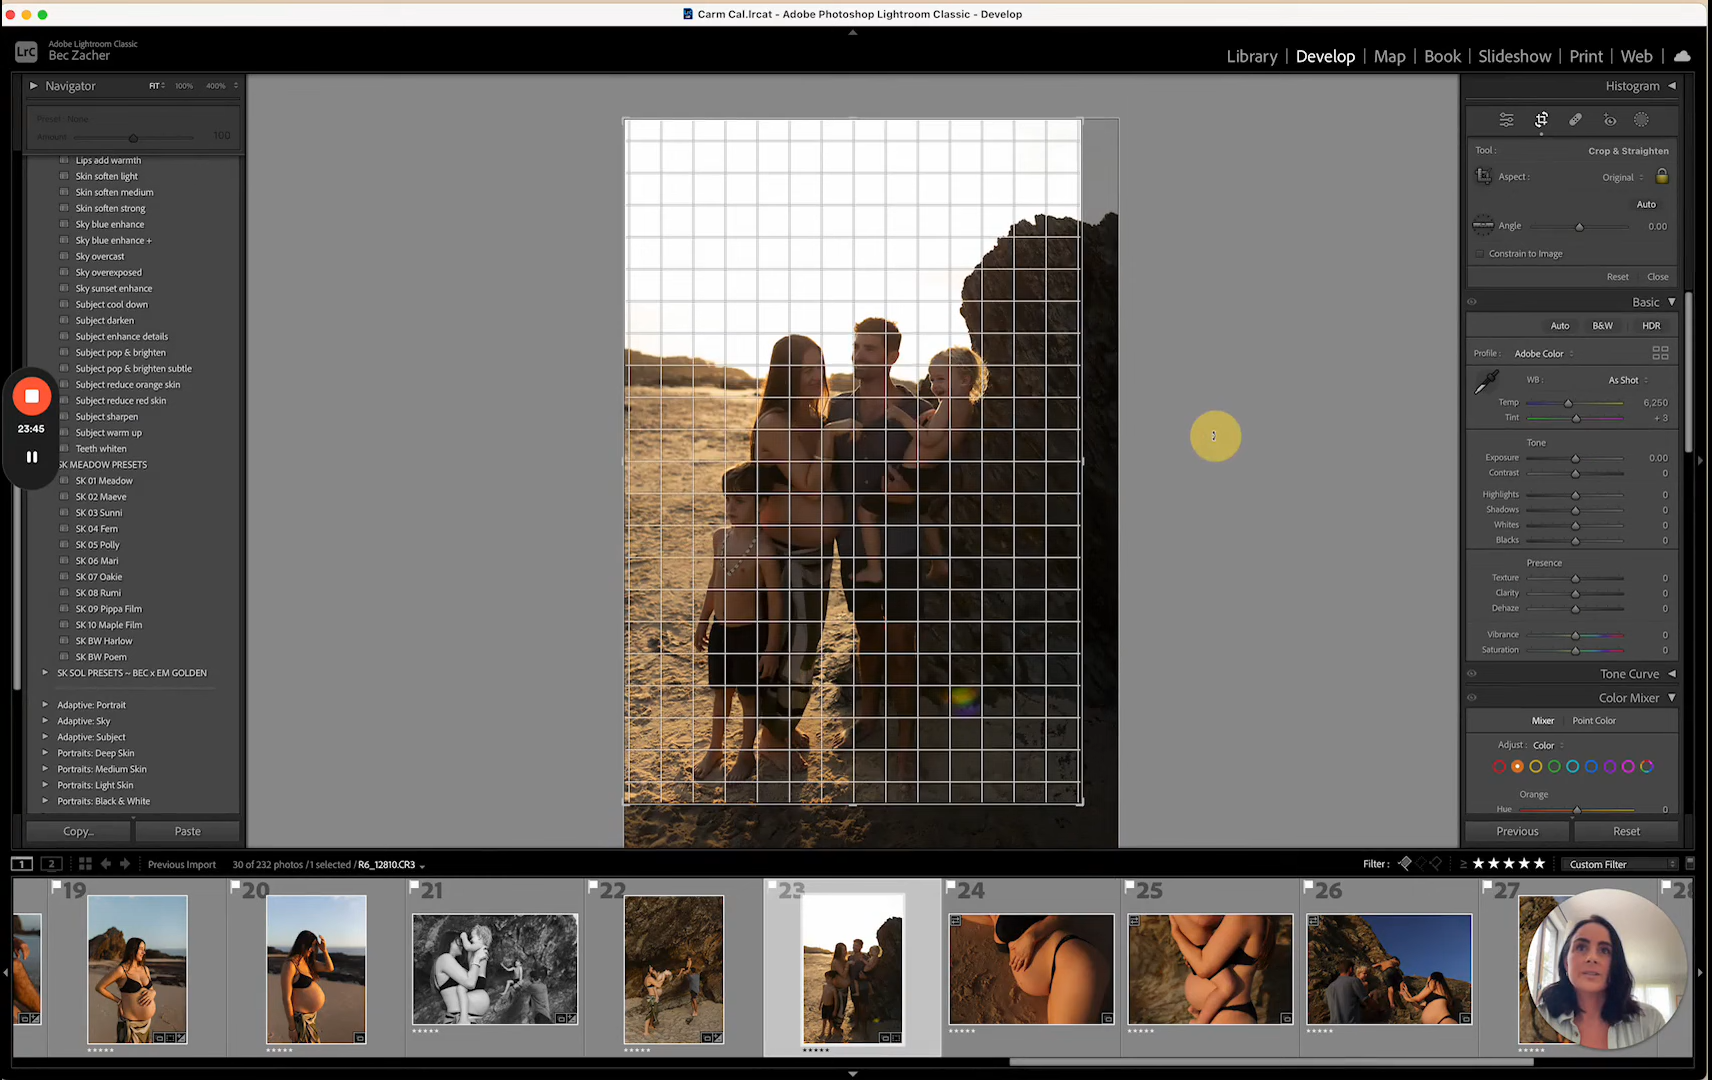 Carm Cal.lrcat - Adobe Photoshop Lightroom Classic - Develop
LrC
Adobe Lightroom Classic
Bec Zacher
Library | Develop | Map | Book | Slideshow | Print | Web
Navigator FIT 100% 400%
Preset: None
Amount 100
Lips add warmth
Skin soften light
Skin soften medium
Skin soften strong
Sky blue enhance
Sky blue enhance +
Sky overcast
Sky overexposed
Sky sunset enhance
Subject cool down
Subject darken
Subject enhance details
Subject pop & brighten
Subject pop & brighten subtle
Subject reduce orange skin
Subject reduce red skin
Subject sharpen
Subject warm up
Teeth whiten
SK MEADOW PRESETS
SK 01 Meadow
SK 02 Maeve
SK 03 Sunni
SK 04 Fern
SK 05 Polly
SK 06 Mari
SK 07 Oakie
SK 08 Rumi
SK 09 Pippa Film
SK 10 Maple Film
SK BW Harlow
SK BW Poem
SK SOL PRESETS ~ BEC x EM GOLDEN
Adaptive: Portrait
Adaptive: Sky
Adaptive: Subject
Portraits: Deep Skin
Portraits: Medium Skin
Portraits: Light Skin
Portraits: Black & White
Copy... Paste
23:45
Histogram
Tool : Crop & Straighten
Aspect : Original
Auto
Angle 0.00
Constrain to Image
Reset Close
Basic
Auto B&W HDR
Profile : Adobe Color
WB : As Shot
Temp 6,250
Tint + 3
Tone
Exposure 0.00
Contrast 0
Highlights 0
Shadows 0
Whites 0
Blacks 0
Presence
Texture 0
Clarity 0
Dehaze 0
Vibrance 0
Saturation 0
Tone Curve
Color Mixer
Mixer Point Color
Adjust : Color
Orange
Hue 0
Previous Reset
1 2 Previous Import 30 of 232 photos / 1 selected / R6_12810.CR3
Filter : ≥ ★★★★★ Custom Filter
19 20 21 22 23 24 25 26 27 28